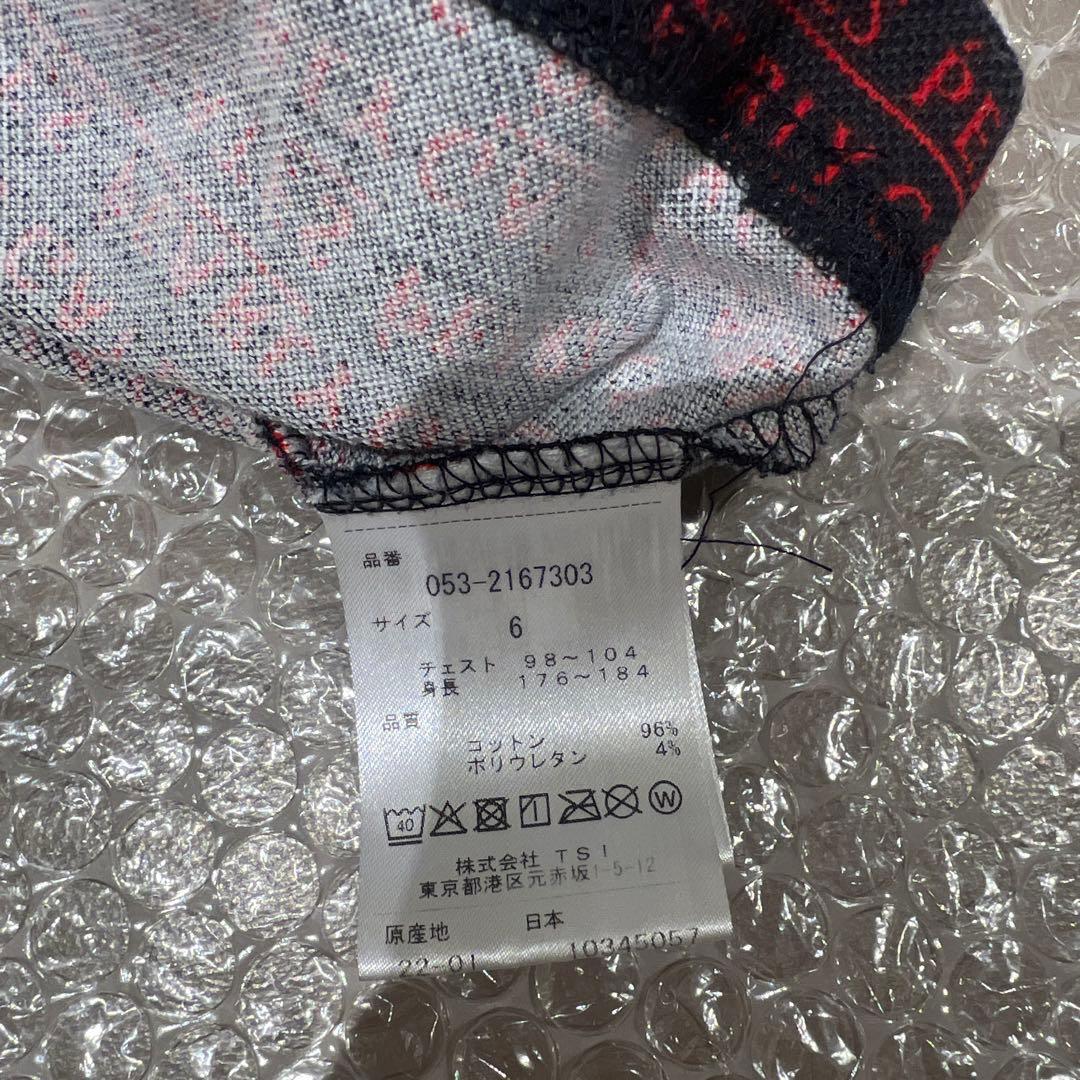 PE
品番
053-2167303
サイズ
6
チェスト 98~104
身長 176~184
品質
コットン 96%
ポリウレタン 4%
40 W
株式会社 TSI
東京都港区元赤坂1-5-12
原産地 日本
22-01 10345057